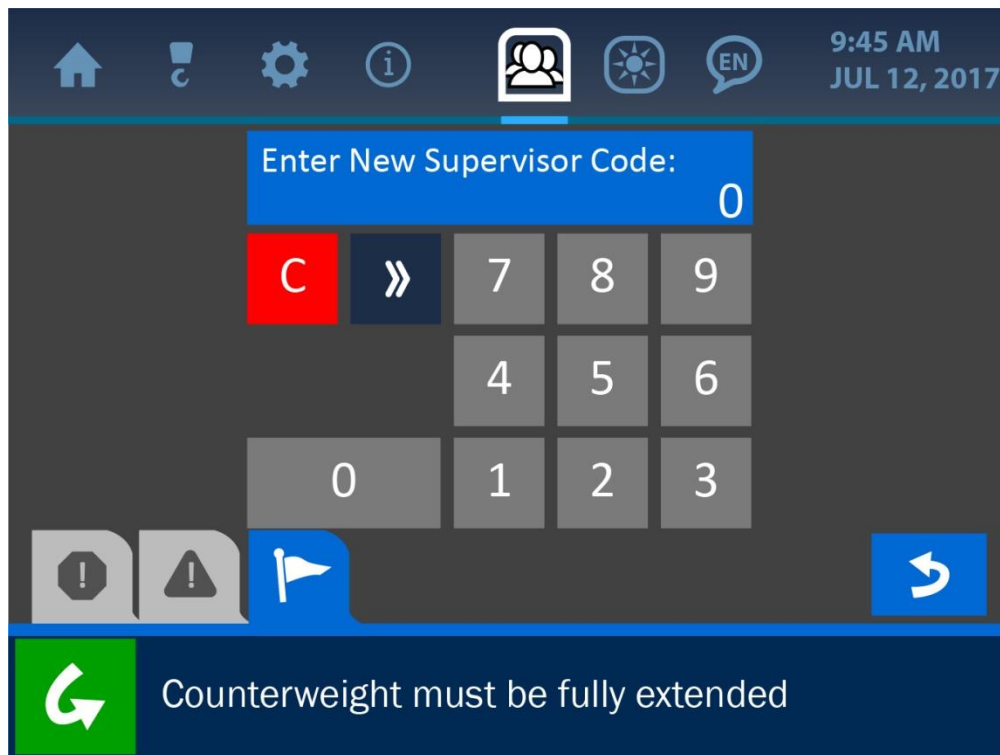 i
EN
9:45 AM
JUL 12, 2017
Enter New Supervisor Code:
0
C » 7 8 9
4 5 6
0 1 2 3
! !
Counterweight must be fully extended